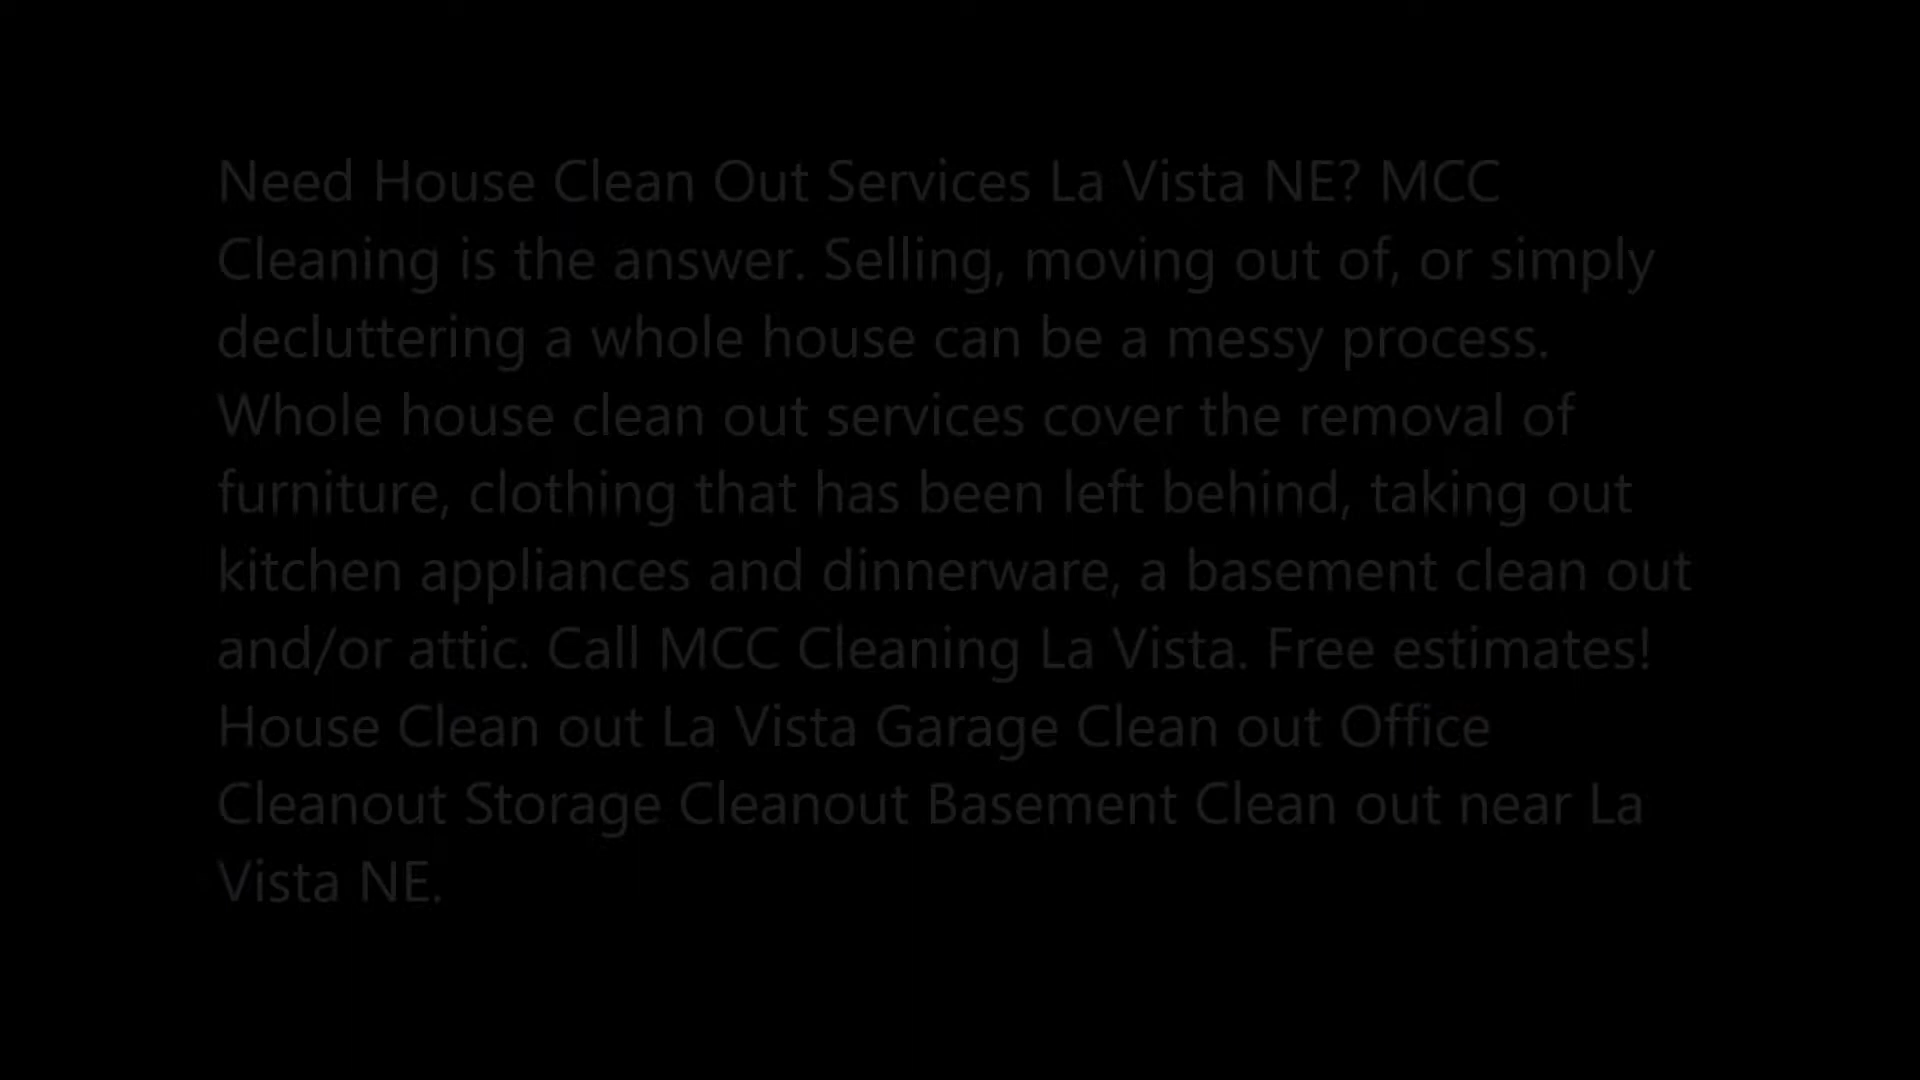 Need House Clean Out Services La Vista NE? MCC
Cleaning is the answer. Selling, moving out of, or simply
decluttering a whole house can be a messy process.
Whole house clean out services cover the removal of
furniture, clothing that has been left behind, taking out
kitchen appliances and dinnerware, a basement clean out
and/or attic. Call MCC Cleaning La Vista. Free estimates!
House Clean out La Vista Garage Clean out Office
Cleanout Storage Cleanout Basement Clean out near La
Vista NE.